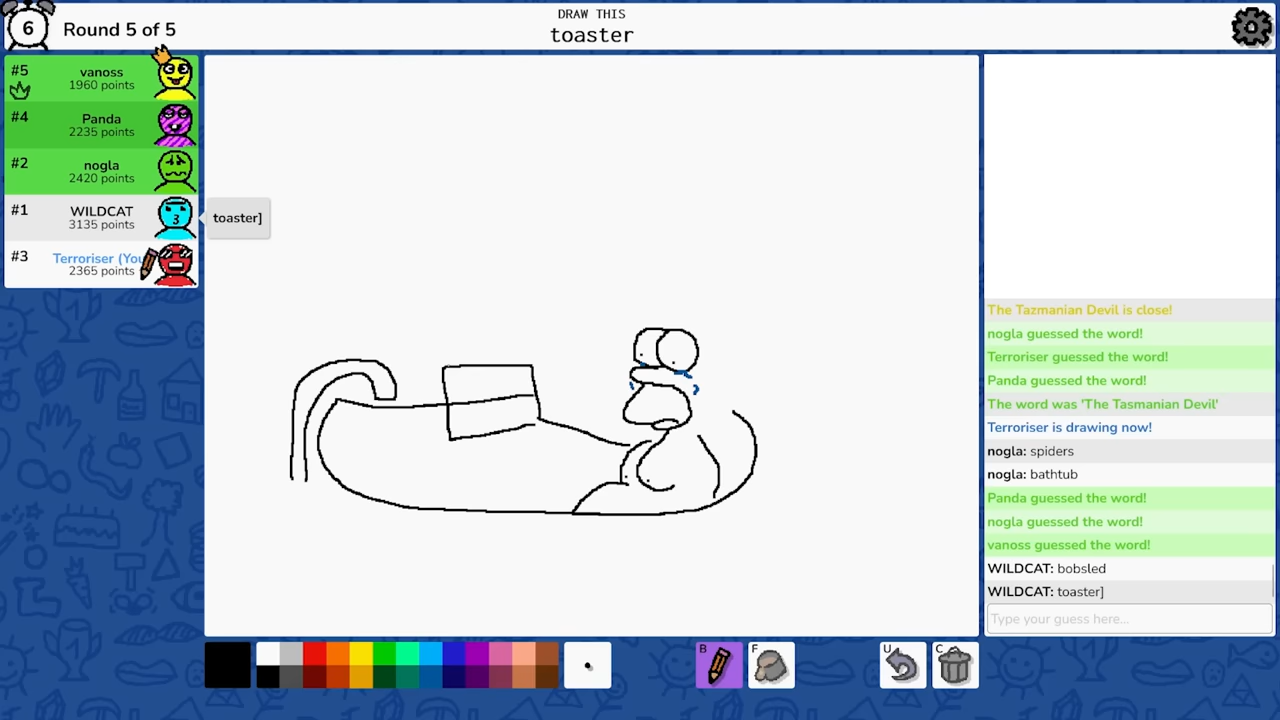 6
Round 5 of 5
DRAW THIS
toaster
#5
vanoss
1960 points
#4
Panda
2235 points
#2
nogla
2420 points
#1
WILDCAT
3135 points
toaster]
#3
Terroriser (You
2365 points
The Tazmanian Devil is close!
nogla guessed the word!
Terroriser guessed the word!
Panda guessed the word!
The word was 'The Tasmanian Devil'
Terroriser is drawing now!
nogla: spiders
nogla: bathtub
Panda guessed the word!
nogla guessed the word!
vanoss guessed the word!
WILDCAT: bobsled
WILDCAT: toaster]
Type your guess here...
B
F
U
C